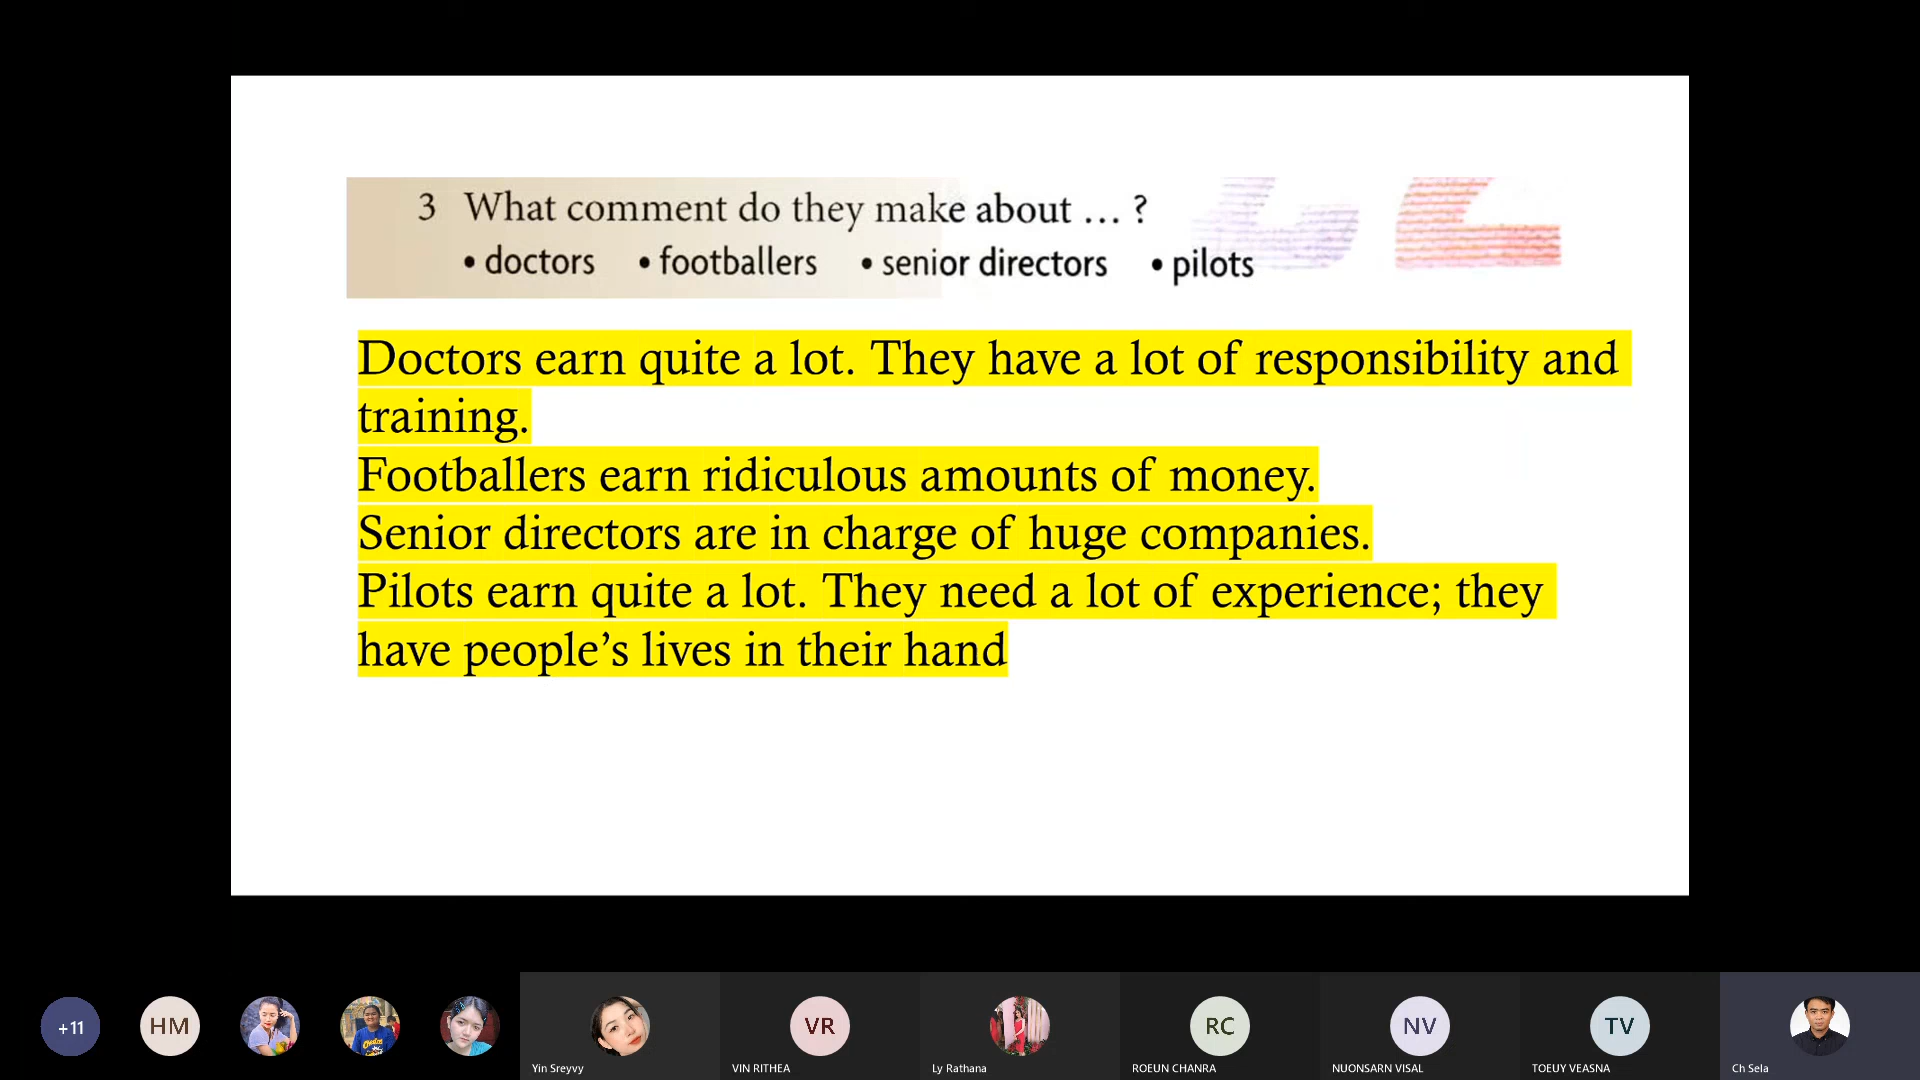 3 What comment do they make about … ?
• doctors • footballers • senior directors • pilots
Doctors earn quite a lot. They have a lot of responsibility and
training.
Footballers earn ridiculous amounts of money.
Senior directors are in charge of huge companies.
Pilots earn quite a lot. They need a lot of experience; they
have people’s lives in their hand
+11 HM VR RC NV TV
Yin Sreyvy VIN RITHEA Ly Rathana ROEUN CHANRA NUONSARN VISAL TOEUY VEASNA Ch Sela